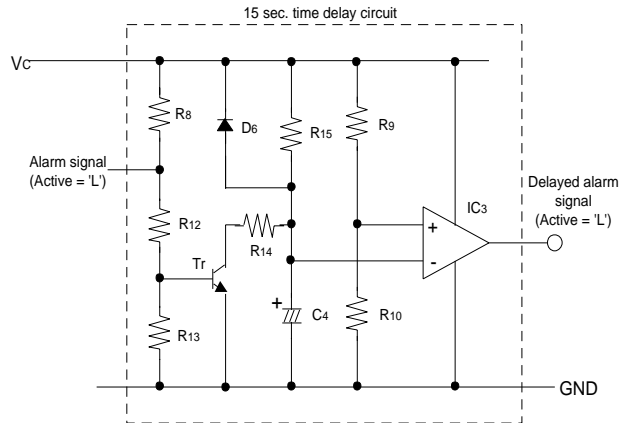 15 sec. time delay circuit
Vc
R8
D6
R15
R9
Alarm signal
(Active = 'L')
IC3
Delayed alarm
signal
(Active = 'L')
R12
R14
+
-
Tr
+
C4
R10
R13
GND